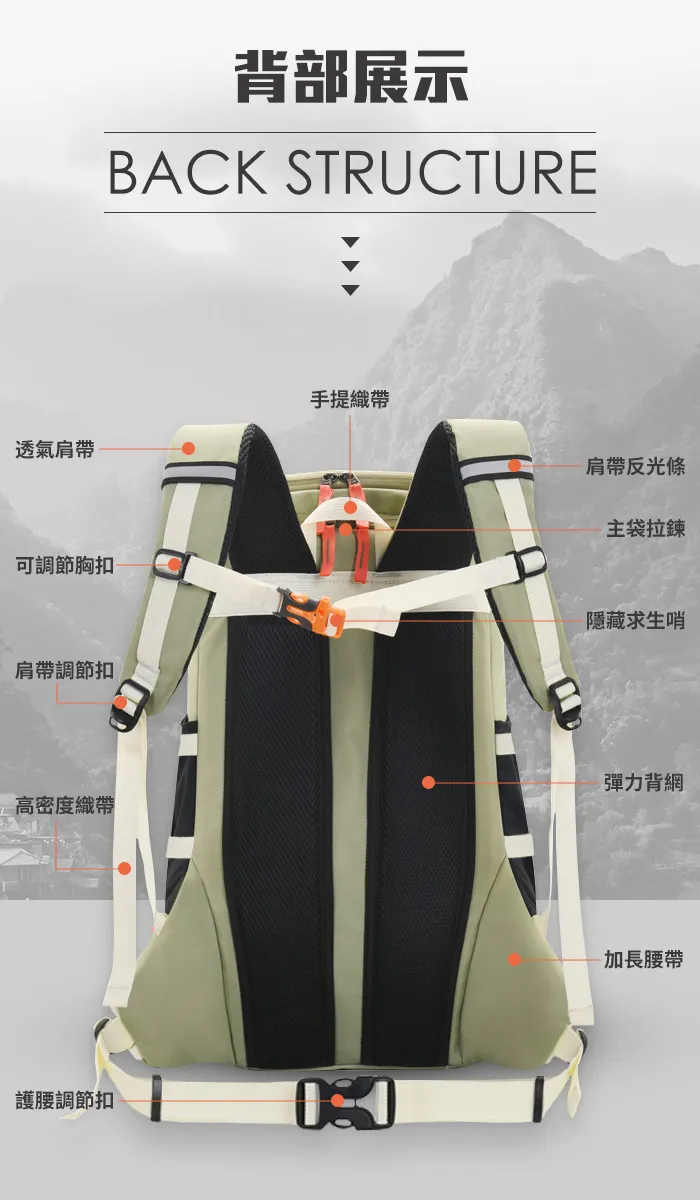 背部展示
BACK STRUCTURE
手提織帶
透氣肩帶
肩帶反光條
主袋拉鍊
可調節胸扣
隱藏求生哨
肩帶調節扣
彈力背網
高密度織帶
加長腰帶
護腰調節扣